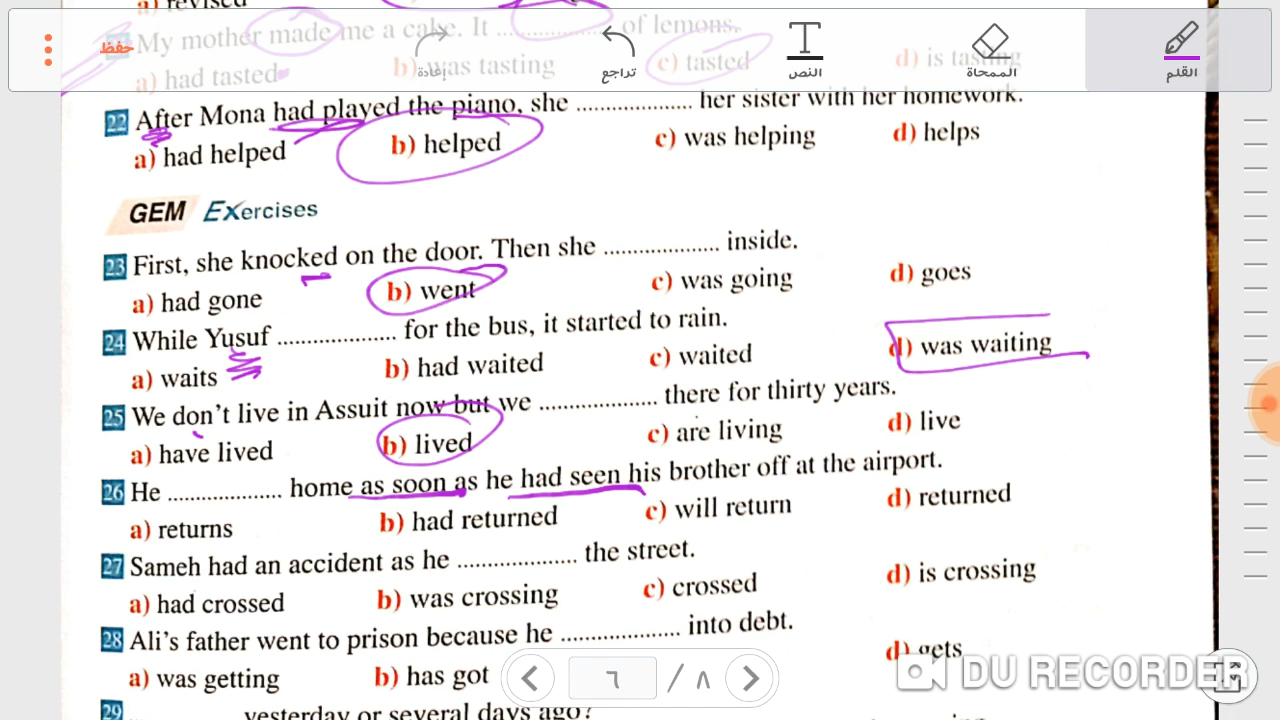 a) revised
My mother made me a cake. It .................. of lemons.
حفظ
إعادة
تراجع
النص
الممحاة
القلم
a) had tasted b) was tasting c) tasted d) is tasting
22 After Mona had played the piano, she .................. her sister with her homework.
a) had helped b) helped c) was helping d) helps
GEM Exercises
23 First, she knocked on the door. Then she .................. inside.
a) had gone b) went c) was going d) goes
24 While Yusuf .................. for the bus, it started to rain.
a) waits b) had waited c) waited d) was waiting
25 We don't live in Assuit now but we .................. there for thirty years.
a) have lived b) lived c) are living d) live
26 He .................. home as soon as he had seen his brother off at the airport.
a) returns b) had returned c) will return d) returned
27 Sameh had an accident as he .................. the street.
a) had crossed b) was crossing c) crossed d) is crossing
28 Ali's father went to prison because he .................. into debt.
a) was getting b) has got d) gets
٦ / ٨
DU RECORDER
29 .................. yesterday or several days ago?